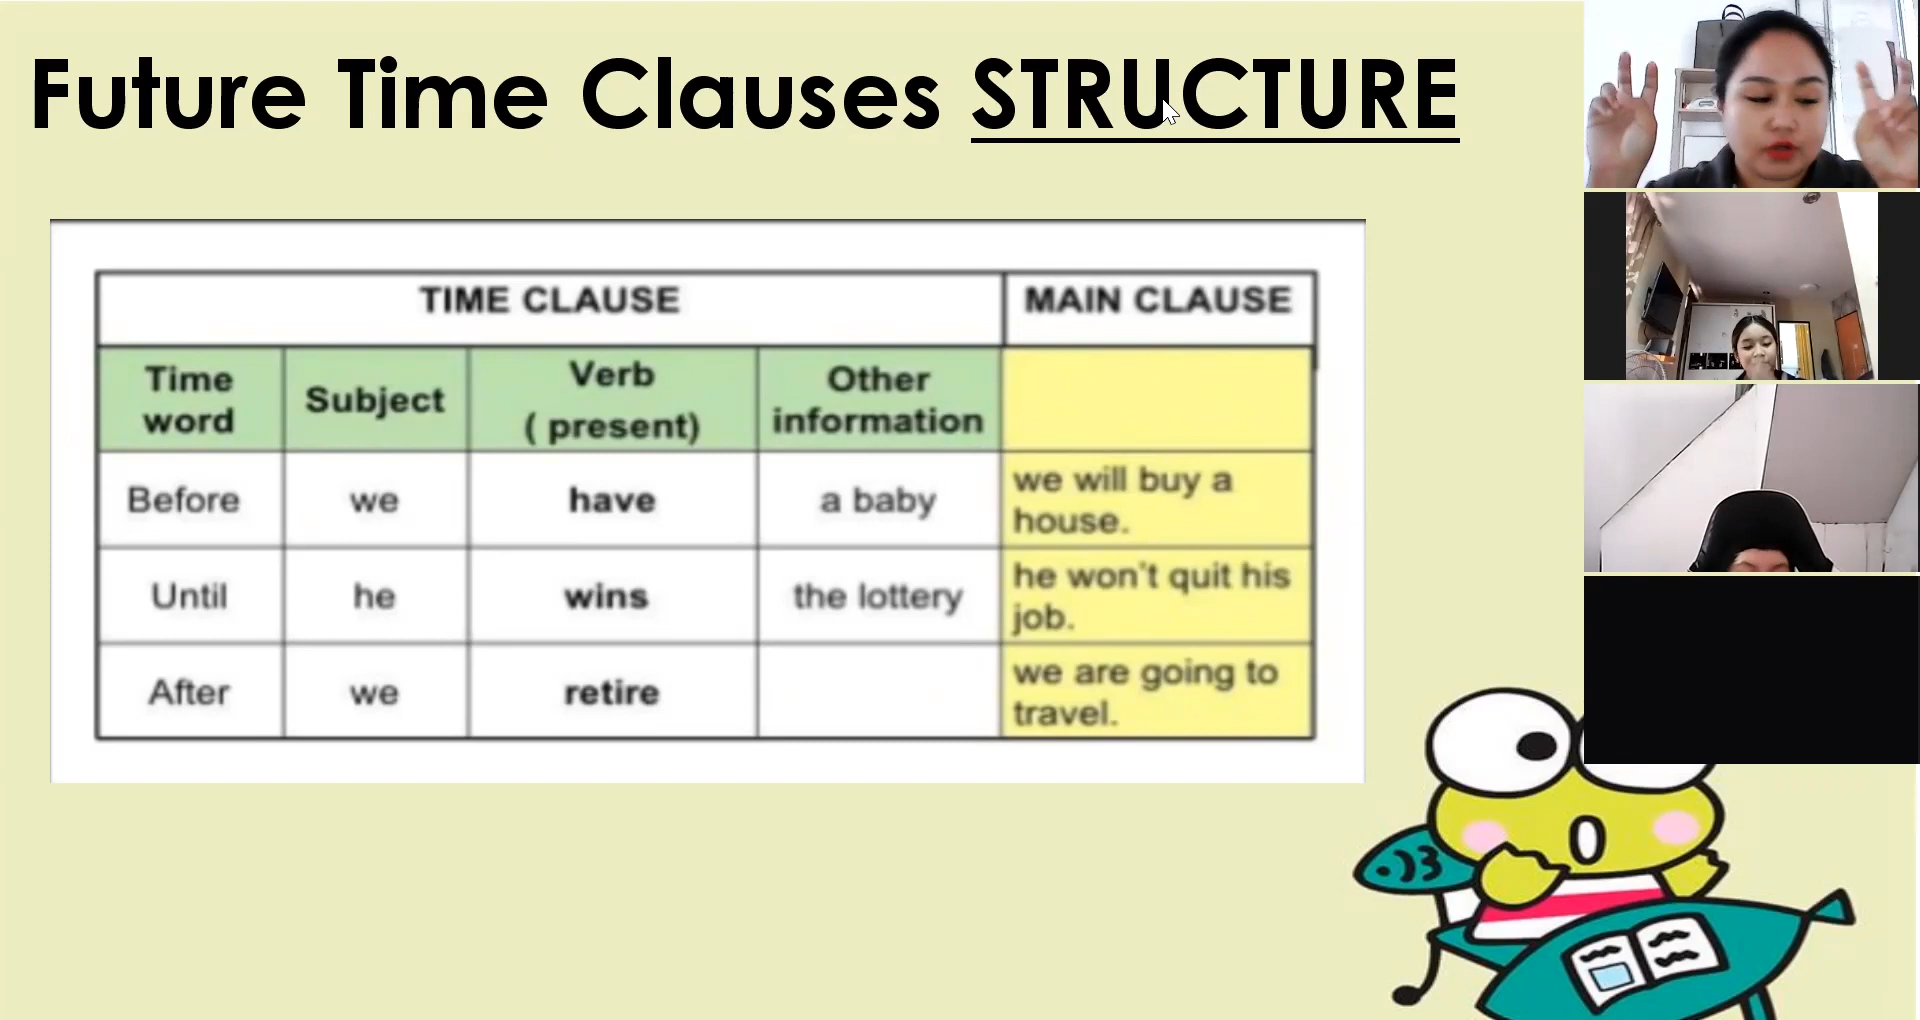 Future Time Clauses STRUCTURE
TIME CLAUSE MAIN CLAUSE
Time word Subject Verb ( present) Other information
Before we have a baby we will buy a house.
Until he wins the lottery he won't quit his job.
After we retire we are going to travel.